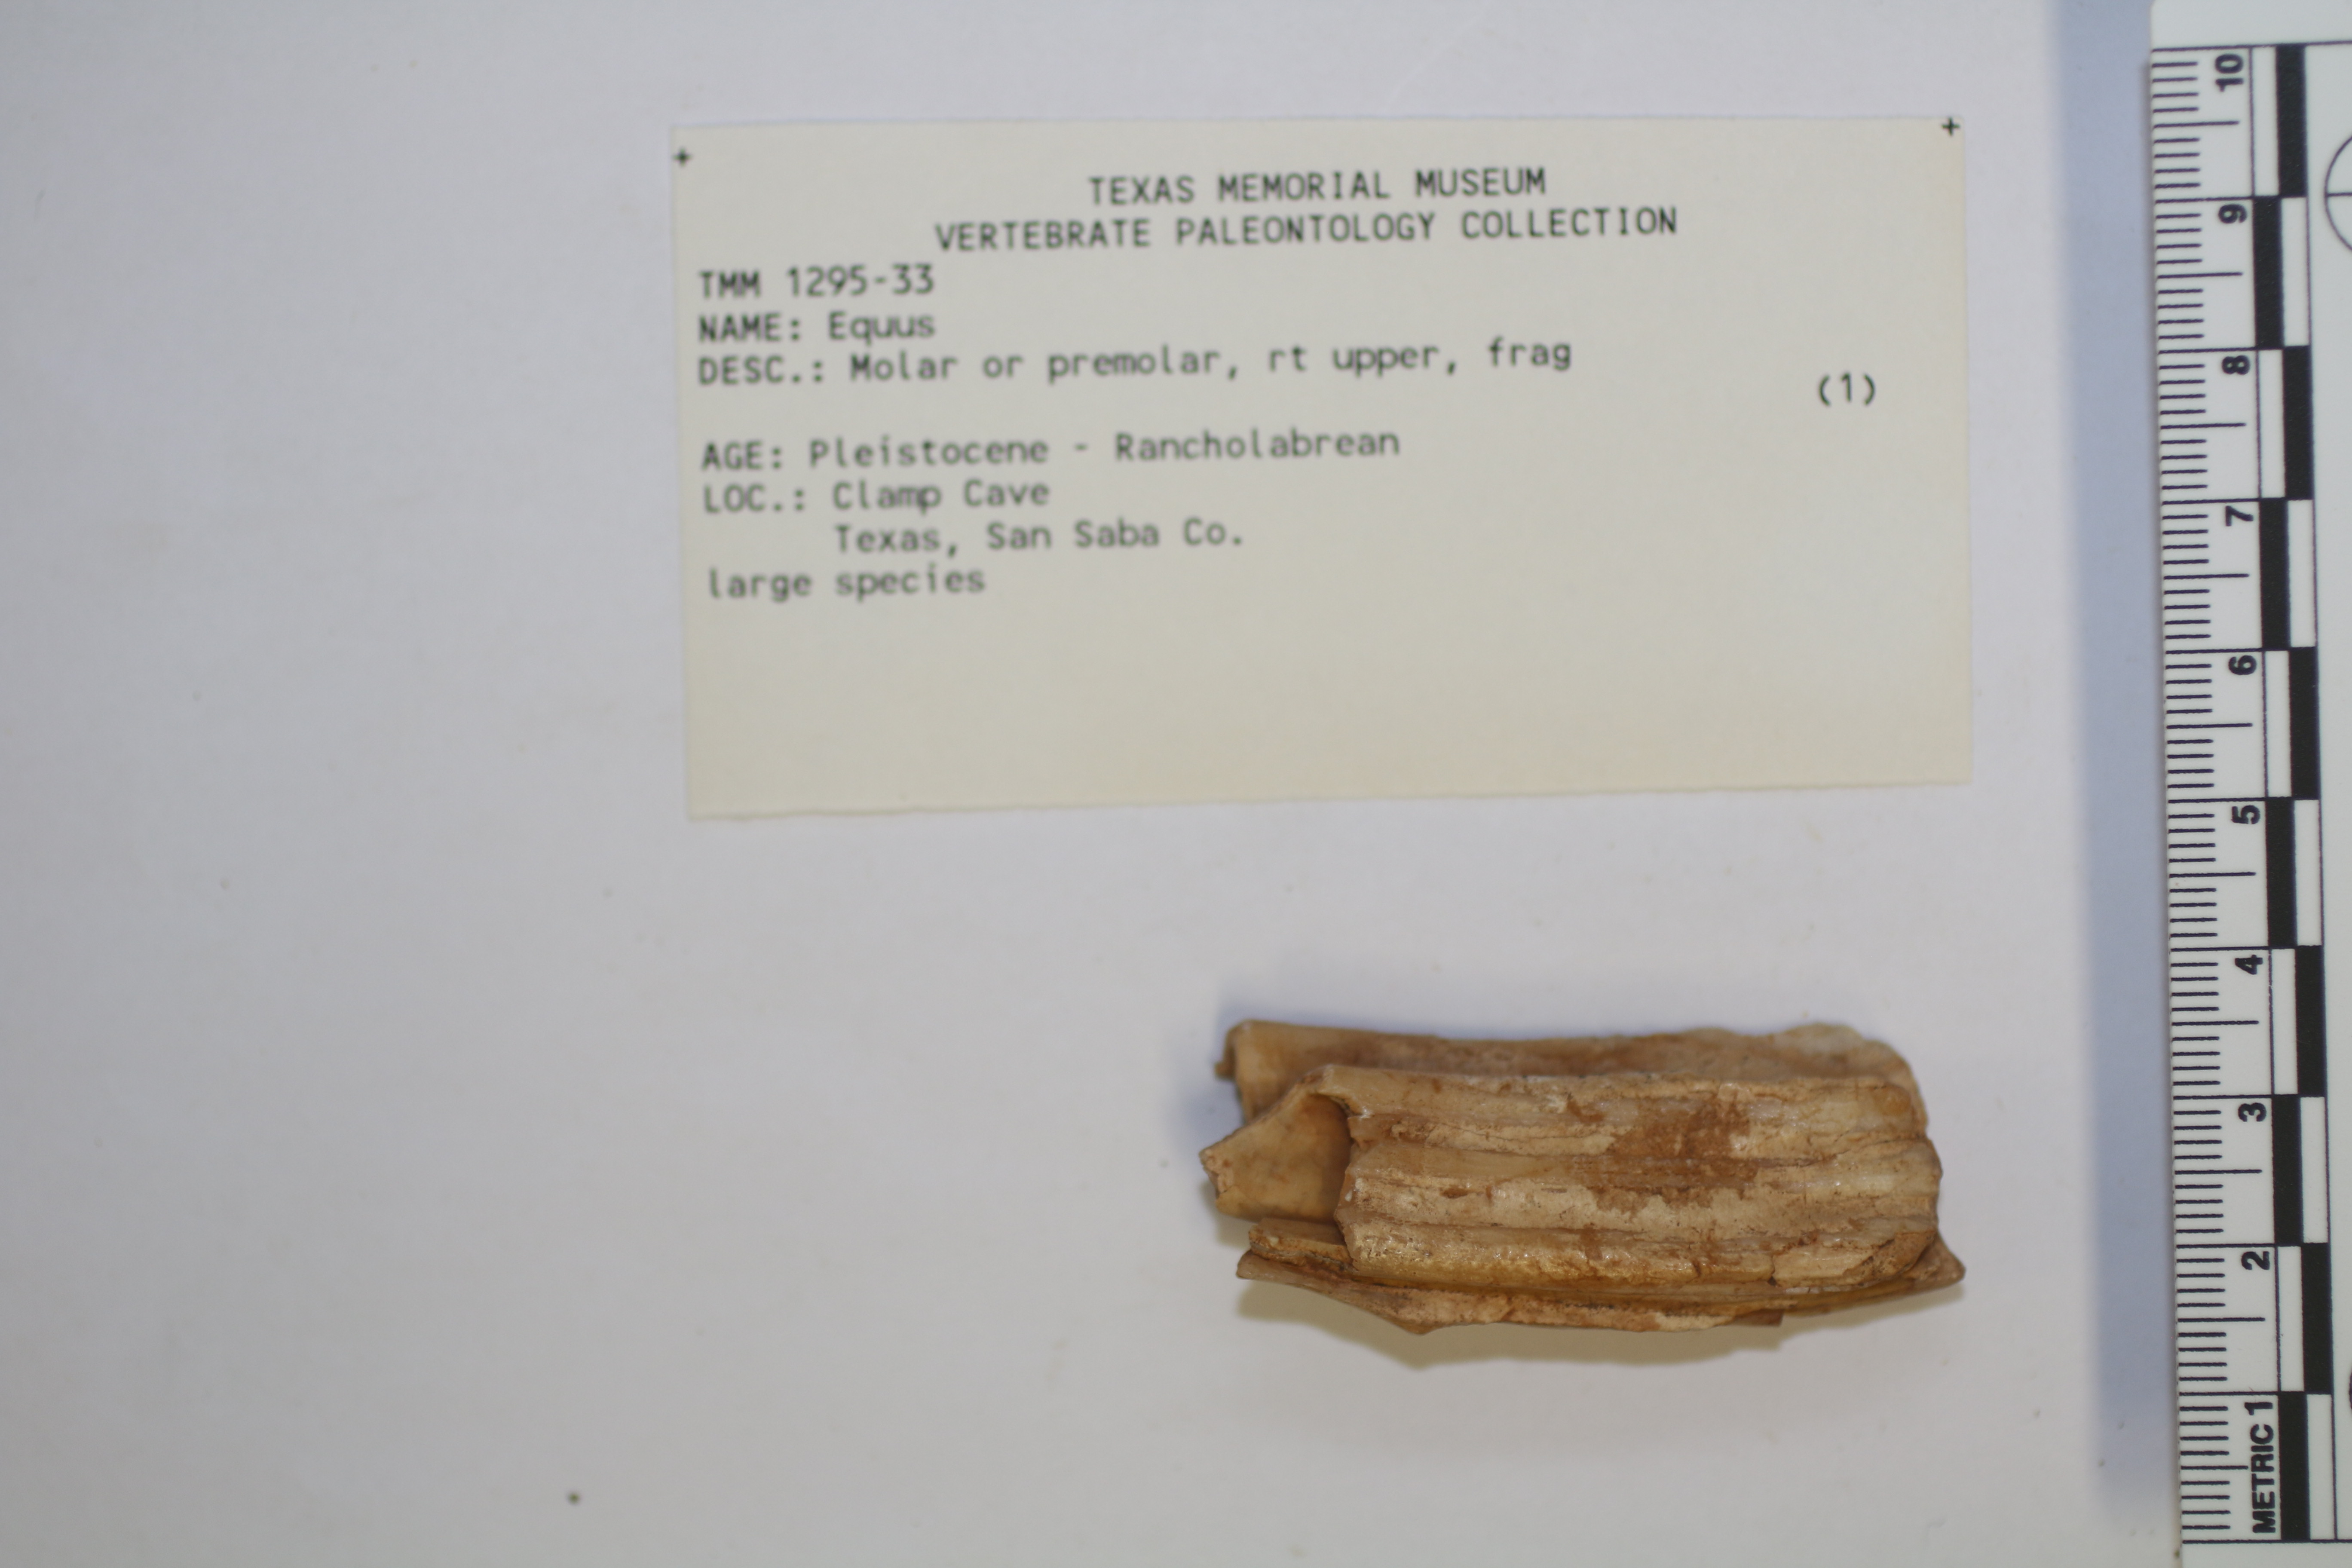 TEXAS MEMORIAL MUSEUM
VERTEBRATE PALEONTOLOGY COLLECTION
TMM 1295-33
NAME: Equus
DESC.: Molar or premolar, rt upper, frag
(1)
AGE: Pleistocene - Rancholabrean
LOC.: Clamp Cave
Texas, San Saba Co.
large species
10
9
8
7
6
5
4
3
2
METRIC 1